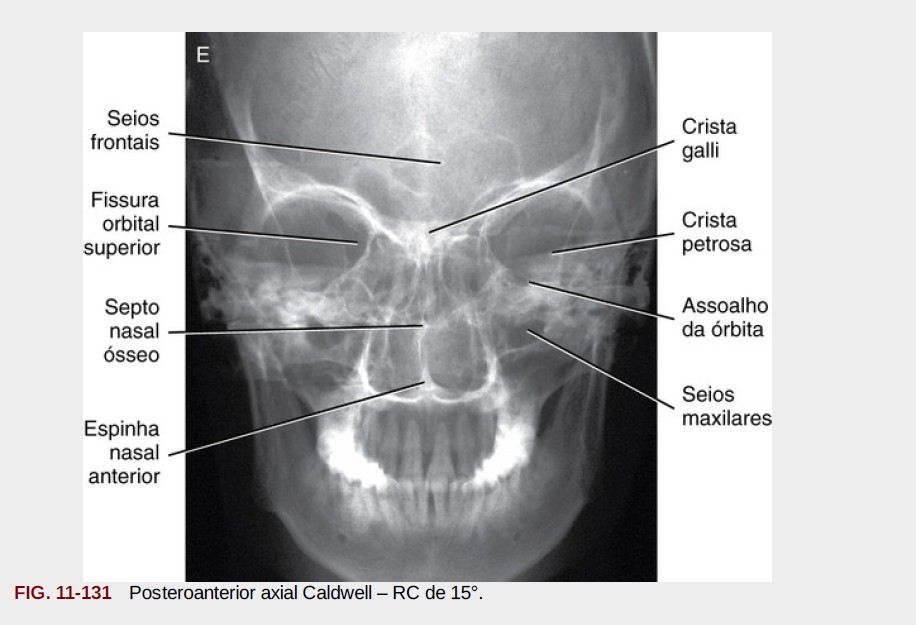 E
Seios
frontais
Fissura
orbital
superior
Septo
nasal
ósseo
Espinha
nasal
anterior
Crista
galli
Crista
petrosa
Assoalho
da órbita
Seios
maxilares
FIG. 11-131 Posteroanterior axial Caldwell – RC de 15°.